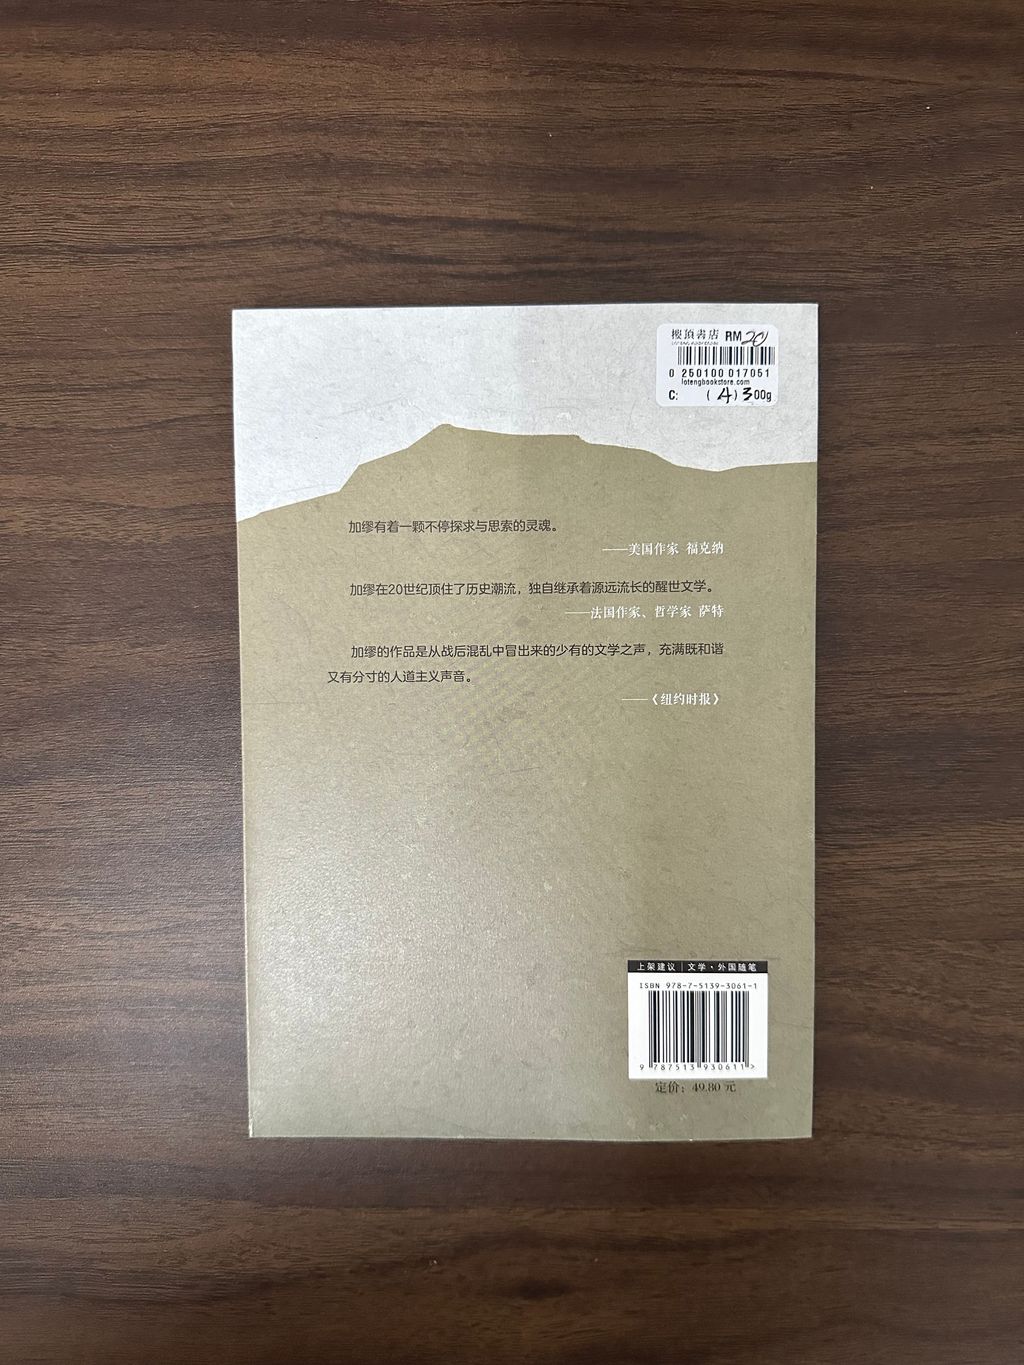 樓頂書店 RM20
0 250100 017051
lotengbookstore.com
C: (4)300g
加缪有着一颗不停探求与思索的灵魂。
——美国作家 福克纳
加缪在20世纪顶住了历史潮流，独自继承着源远流长的醒世文学。
——法国作家、哲学家 萨特
加缪的作品是从战后混乱中冒出来的少有的文学之声，充满既和谐
又有分寸的人道主义声音。
——《纽约时报》
上架建议｜文学·外国随笔
ISBN 978-7-5139-3061-1
9 787513 930611 >
定价：49.80 元